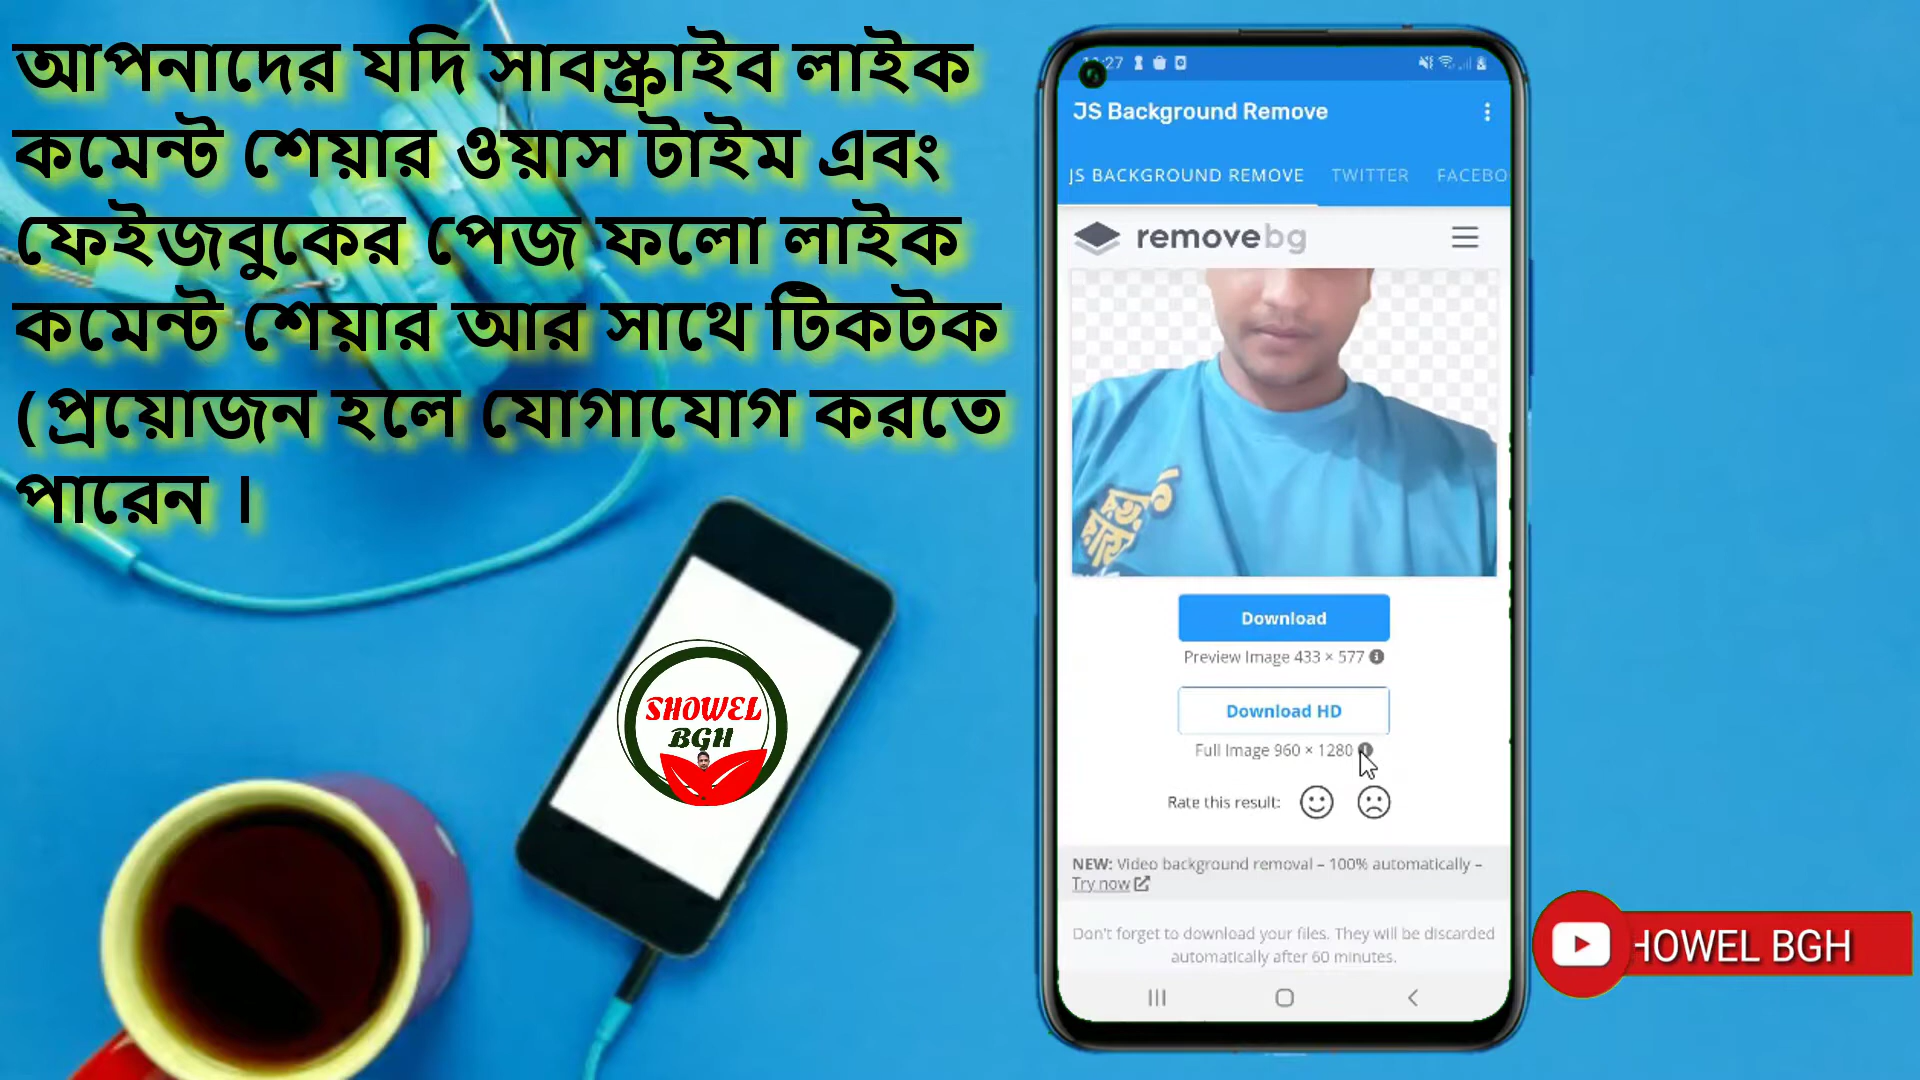 আপনাদের যদি সাবস্ক্রাইব লাইক
কমেন্ট শেয়ার ওয়াস টাইম এবং
ফেইজবুকের পেজ ফলো লাইক
কমেন্ট শেয়ার আর সাথে টিকটক
(প্রয়োজন হলে যোগাযোগ করতে
পারেন ।
SHOWEL
BGH
:27
JS Background Remove
JS BACKGROUND REMOVE TWITTER FACEBO
removebg
Download
Preview Image 433 × 577
Download HD
Full Image 960 × 1280
Rate this result:
NEW: Video background removal – 100% automatically –
Try now
Don't forget to download your files. They will be discarded
automatically after 60 minutes.
HOWEL BGH